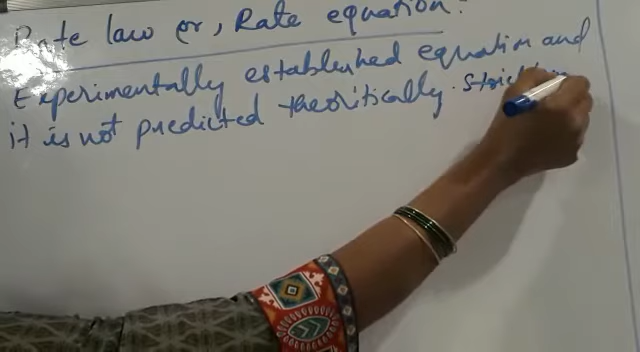 Rate law or, Rate equation:
Experimentally established equation and
it is not predicted theoritically.